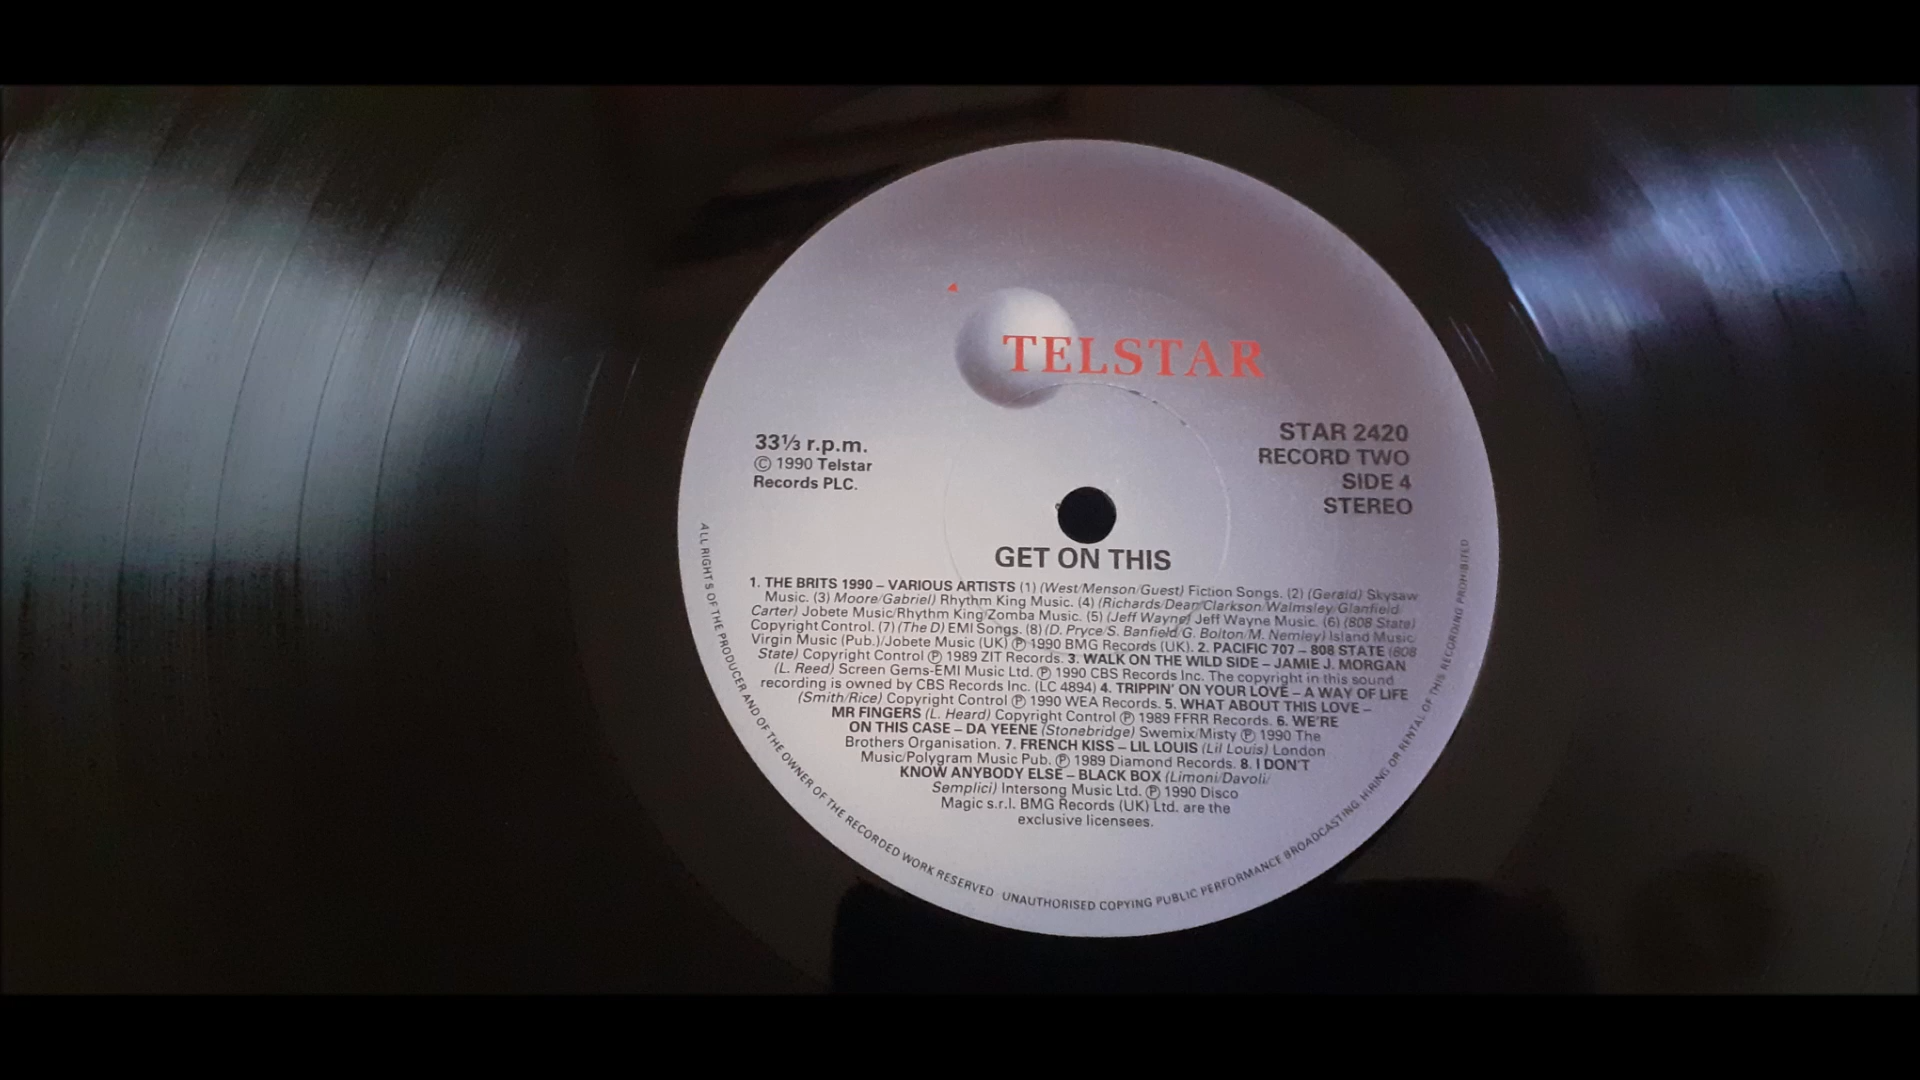 TELSTAR
33⅓ r.p.m.
© 1990 Telstar
Records PLC.
STAR 2420
RECORD TWO
SIDE 4
STEREO
GET ON THIS
1. THE BRITS 1990 – VARIOUS ARTISTS (1) (West/Menson/Guest) Fiction Songs. (2) (Gerald) Skysaw
Music. (3) Moore/Gabriel) Rhythm King Music. (4) (Richards/Dean/Clarkson/Walmsley/Glanfield/
Carter) Jobete Music/Rhythm King/Zomba Music. (5) (Jeff Wayne) Jeff Wayne Music. (6) (808 State)
Copyright Control. (7) (The D) EMI Songs. (8) (D. Pryce/S. Banfield/G. Bolton/M. Nemley) Island Music/
Virgin Music (Pub.)/Jobete Music (UK) ℗ 1990 BMG Records (UK). 2. PACIFIC 707 – 808 STATE (808
State) Copyright Control ℗ 1989 ZIT Records. 3. WALK ON THE WILD SIDE – JAMIE J. MORGAN
(L. Reed) Screen Gems-EMI Music Ltd. ℗ 1990 CBS Records Inc. The copyright in this sound
recording is owned by CBS Records Inc. (LC 4894) 4. TRIPPIN' ON YOUR LOVE – A WAY OF LIFE
(Smith/Rice) Copyright Control ℗ 1990 WEA Records. 5. WHAT ABOUT THIS LOVE –
MR FINGERS (L. Heard) Copyright Control ℗ 1989 FFRR Records. 6. WE'RE
ON THIS CASE – DA YEENE (Stonebridge) Swemix/Misty ℗ 1990 The
Brothers Organisation. 7. FRENCH KISS – LIL LOUIS (Lil Louis) London
Music/Polygram Music Pub. ℗ 1989 Diamond Records. 8. I DON'T
KNOW ANYBODY ELSE – BLACK BOX (Limoni/Davoli/
Semplici) Intersong Music Ltd. ℗ 1990 Disco
Magic s.r.l. BMG Records (UK) Ltd. are the
exclusive licensees.
ALL RIGHTS OF THE PRODUCER AND OF THE OWNER OF THE RECORDED WORK RESERVED UNAUTHORISED COPYING PUBLIC PERFORMANCE BROADCASTING, HIRING OR RENTAL OF THIS RECORDING PROHIBITED